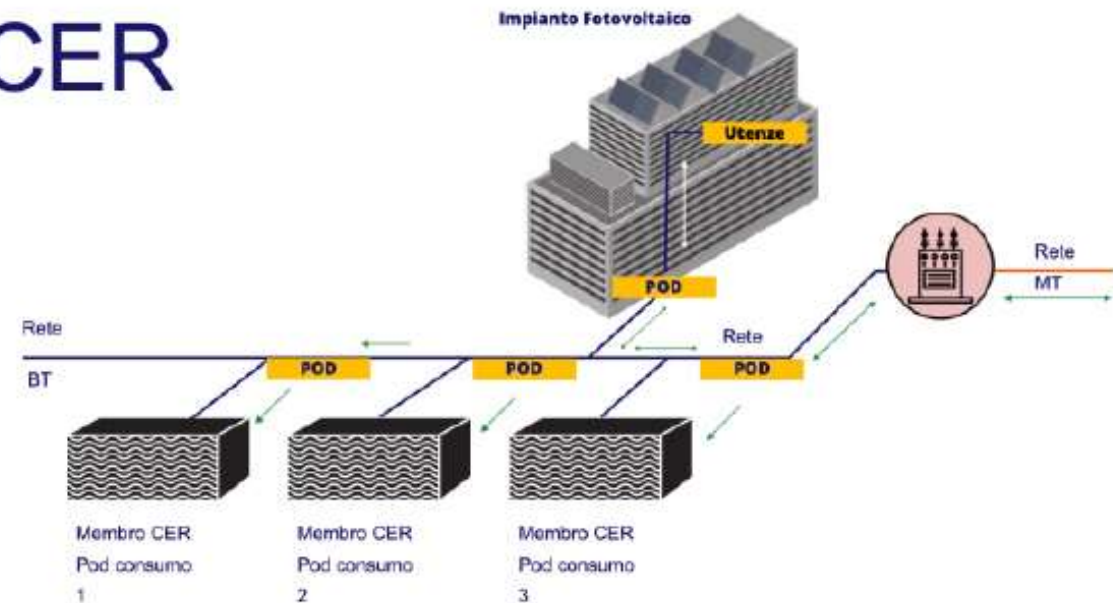 CER
Impianto Fotovoltaico
Utenze
POD
Rete
MT
Rete
Rete
BT
POD
POD
POD
Membro CER
Pod consumo
1
Membro CER
Pod consumo
2
Membro CER
Pod consumo
3